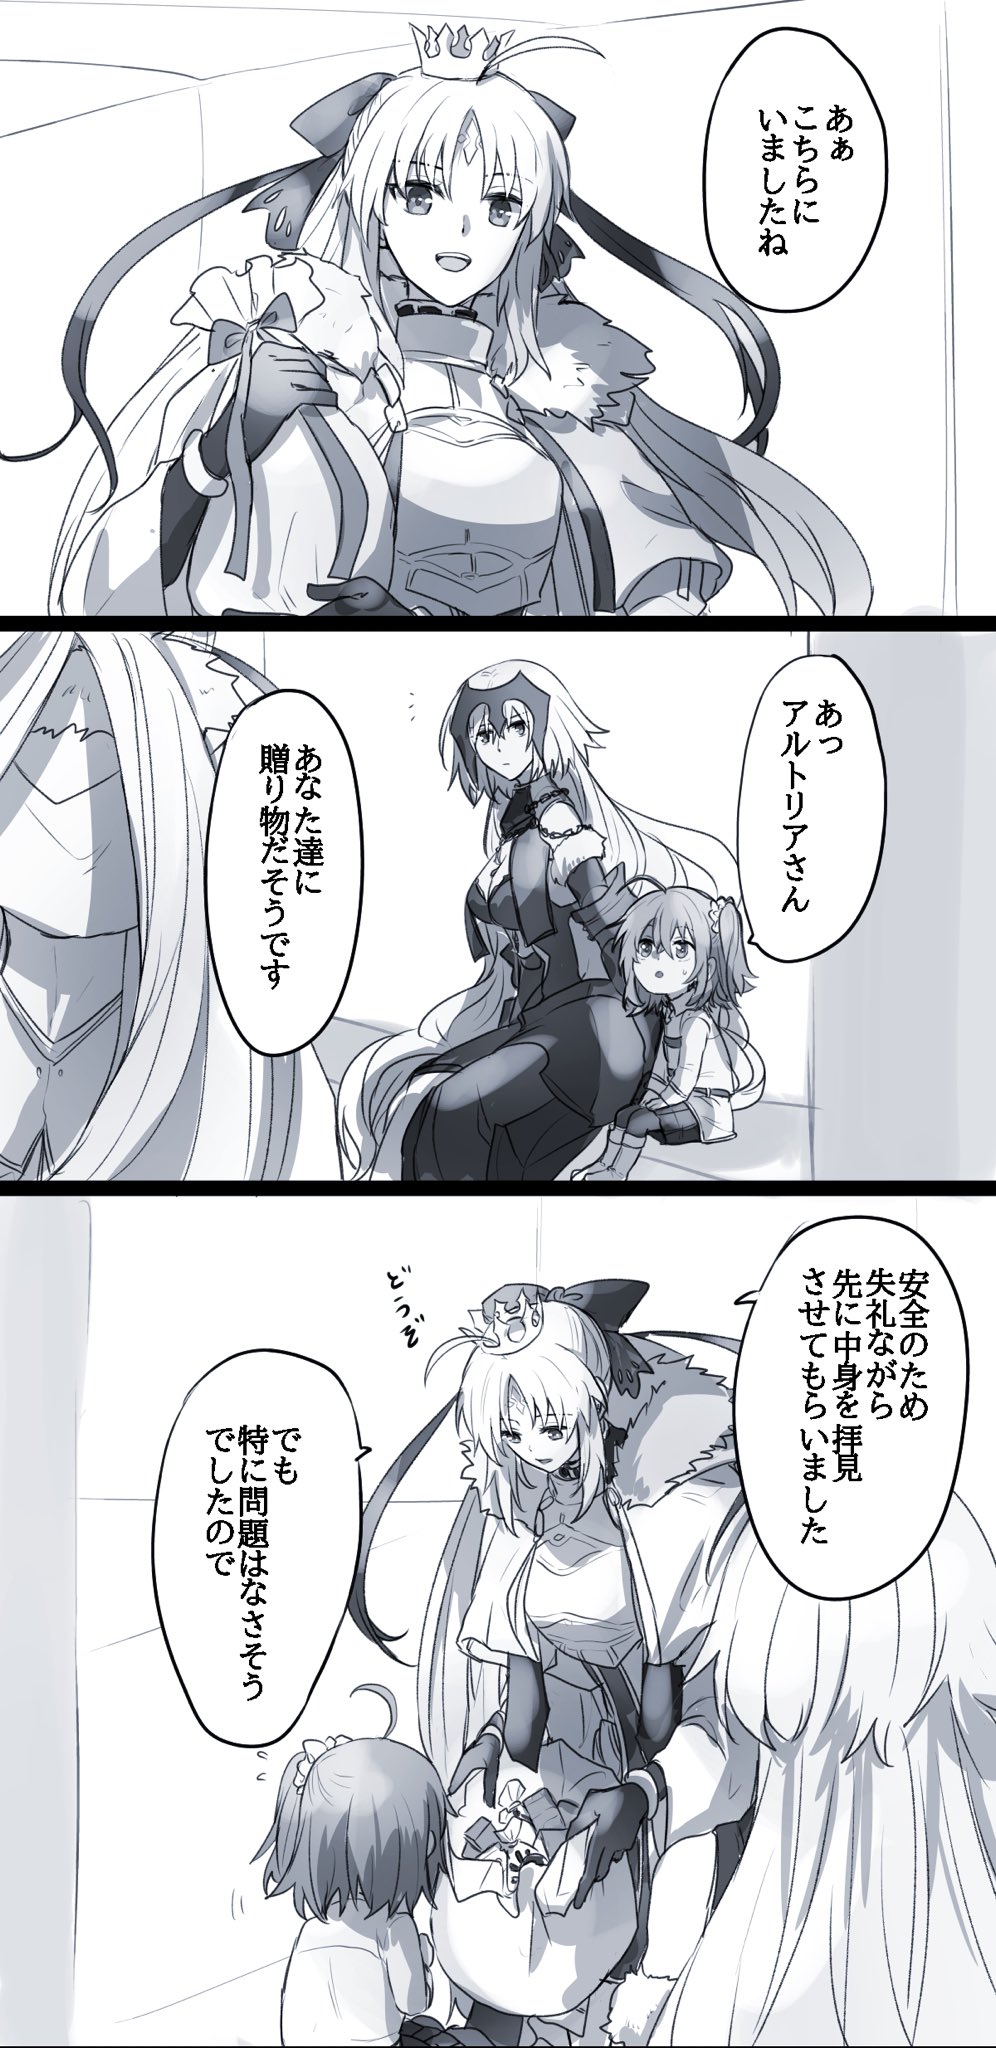 あぁ
こちらに
いましたね
あっ
アルトリアさん
あなた達に
贈り物だそうです
安全のため
失礼ながら
先に中身を拝見
させてもらいました
どうぞ
でも
特に問題はなさそう
でしたので